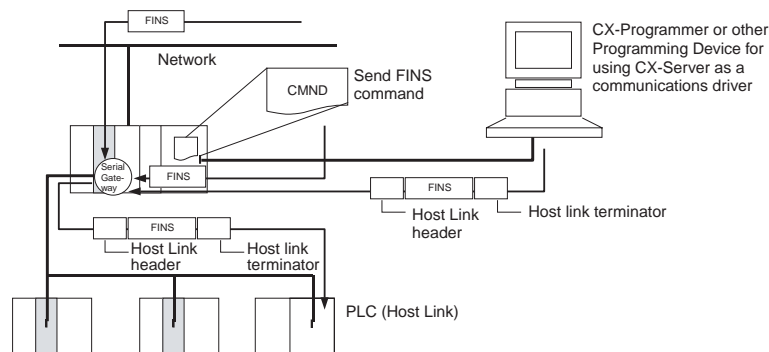 FINS
Network
CMND
Send FINS
command
CX-Programmer or other
Programming Device for
using CX-Server as a
communications driver
Serial
Gate-
way
FINS
FINS
Host Link
header
Host link terminator
FINS
Host Link
header
Host link
terminator
PLC (Host Link)